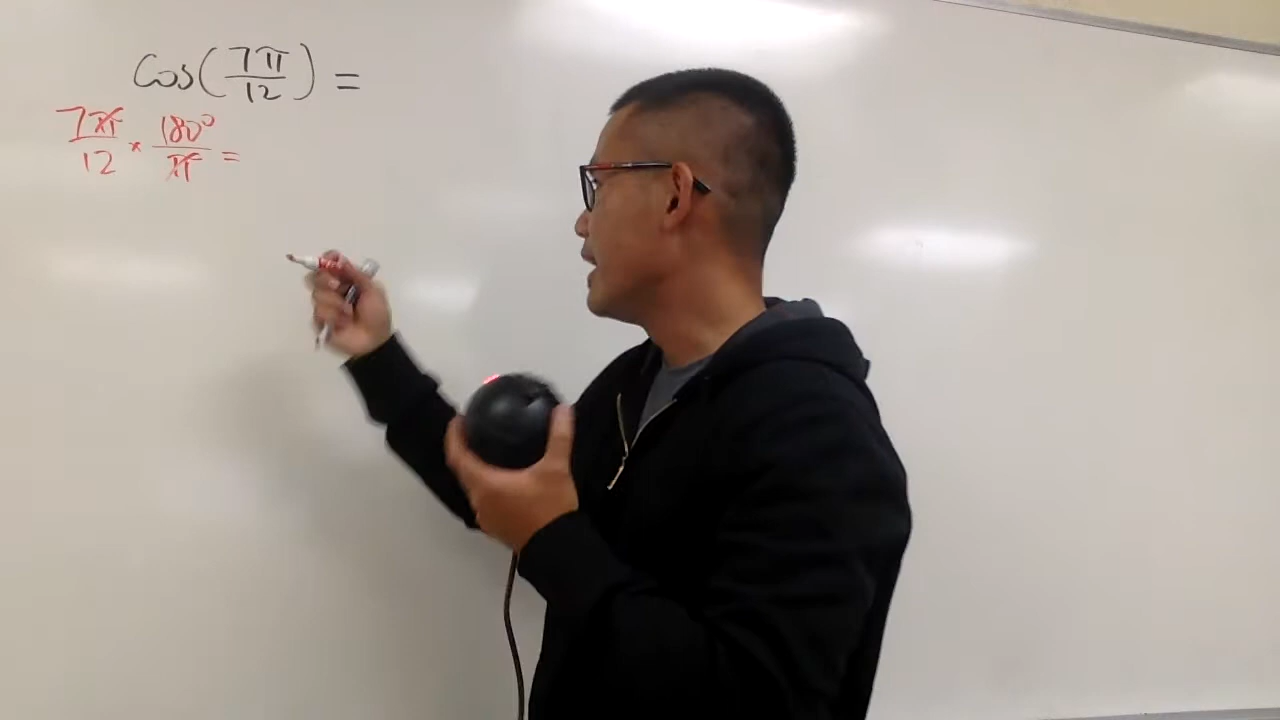 cos(7π/12) =
7π/12 × 180°/π =